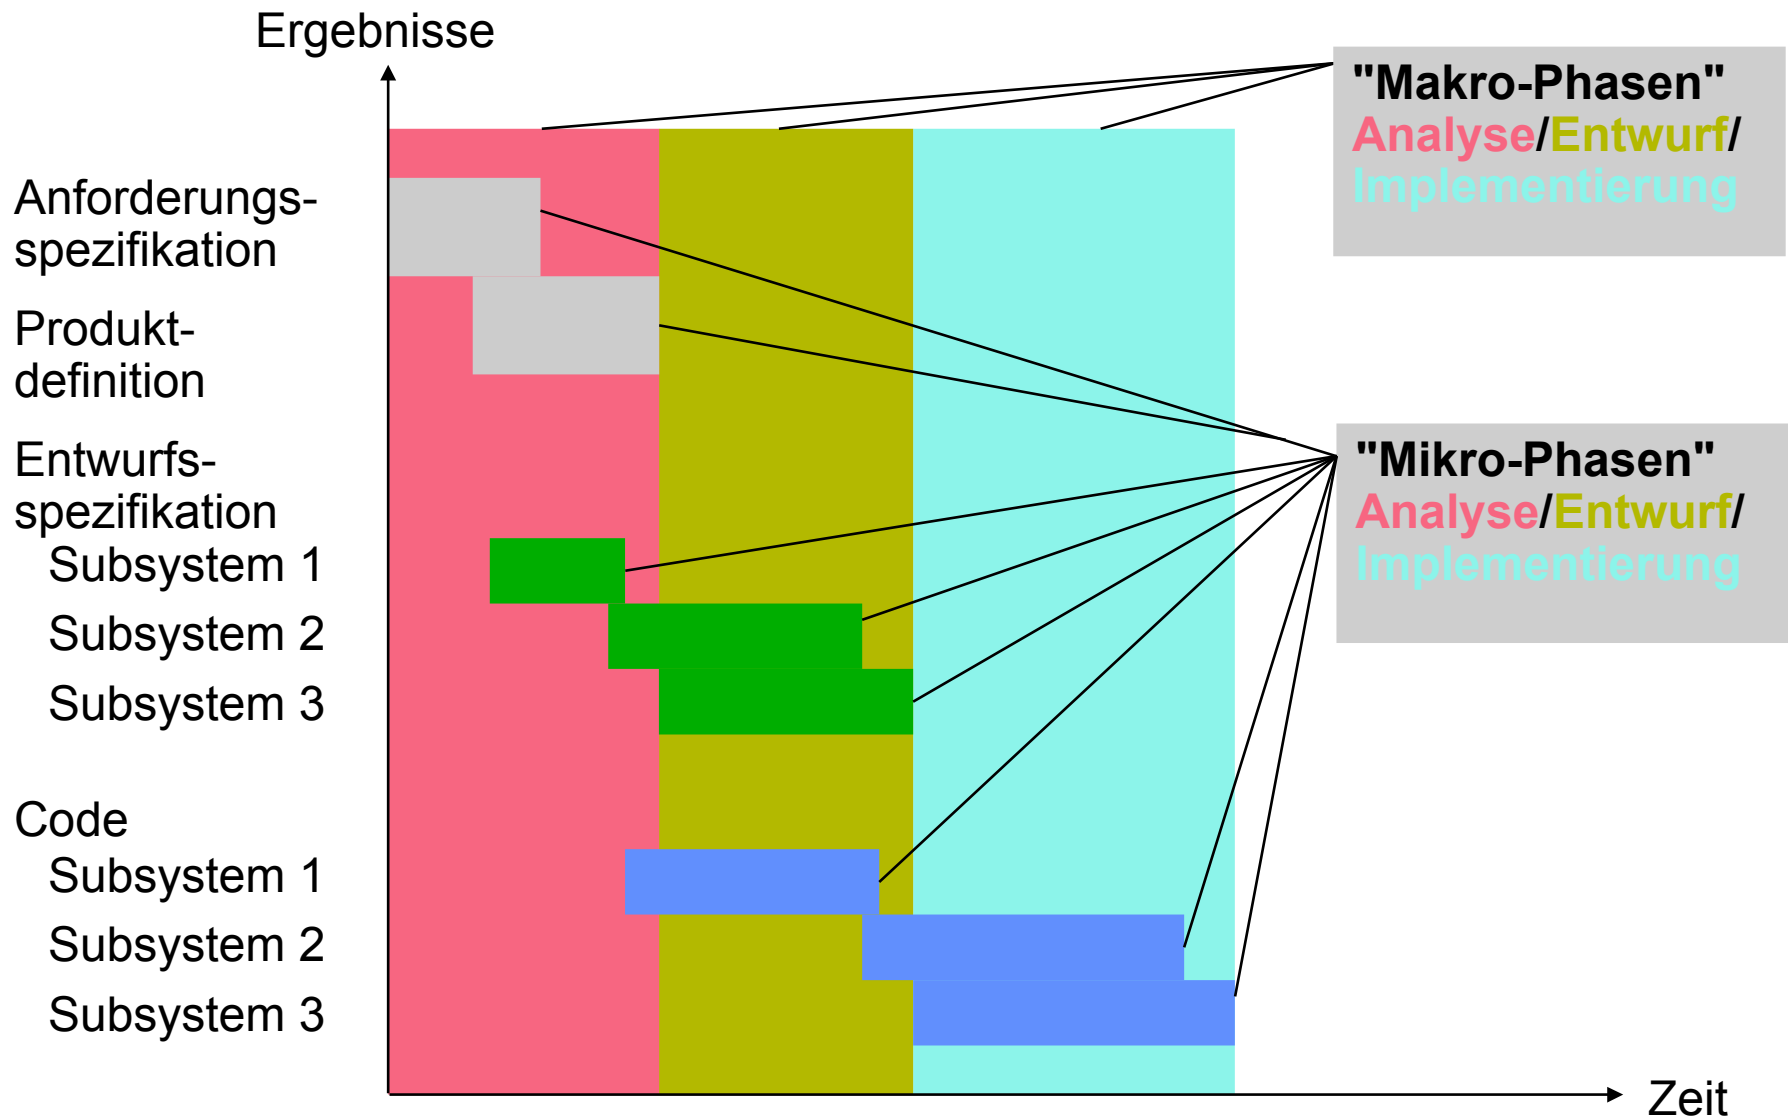 Ergebnisse
"Makro-Phasen"
Analyse/Entwurf/
Implementierung
Anforderungs-
spezifikation
Produkt-
definition
Entwurfs-
spezifikation
Subsystem 1
Subsystem 2
Subsystem 3
"Mikro-Phasen"
Analyse/Entwurf/
Implementierung
Code
Subsystem 1
Subsystem 2
Subsystem 3
Zeit